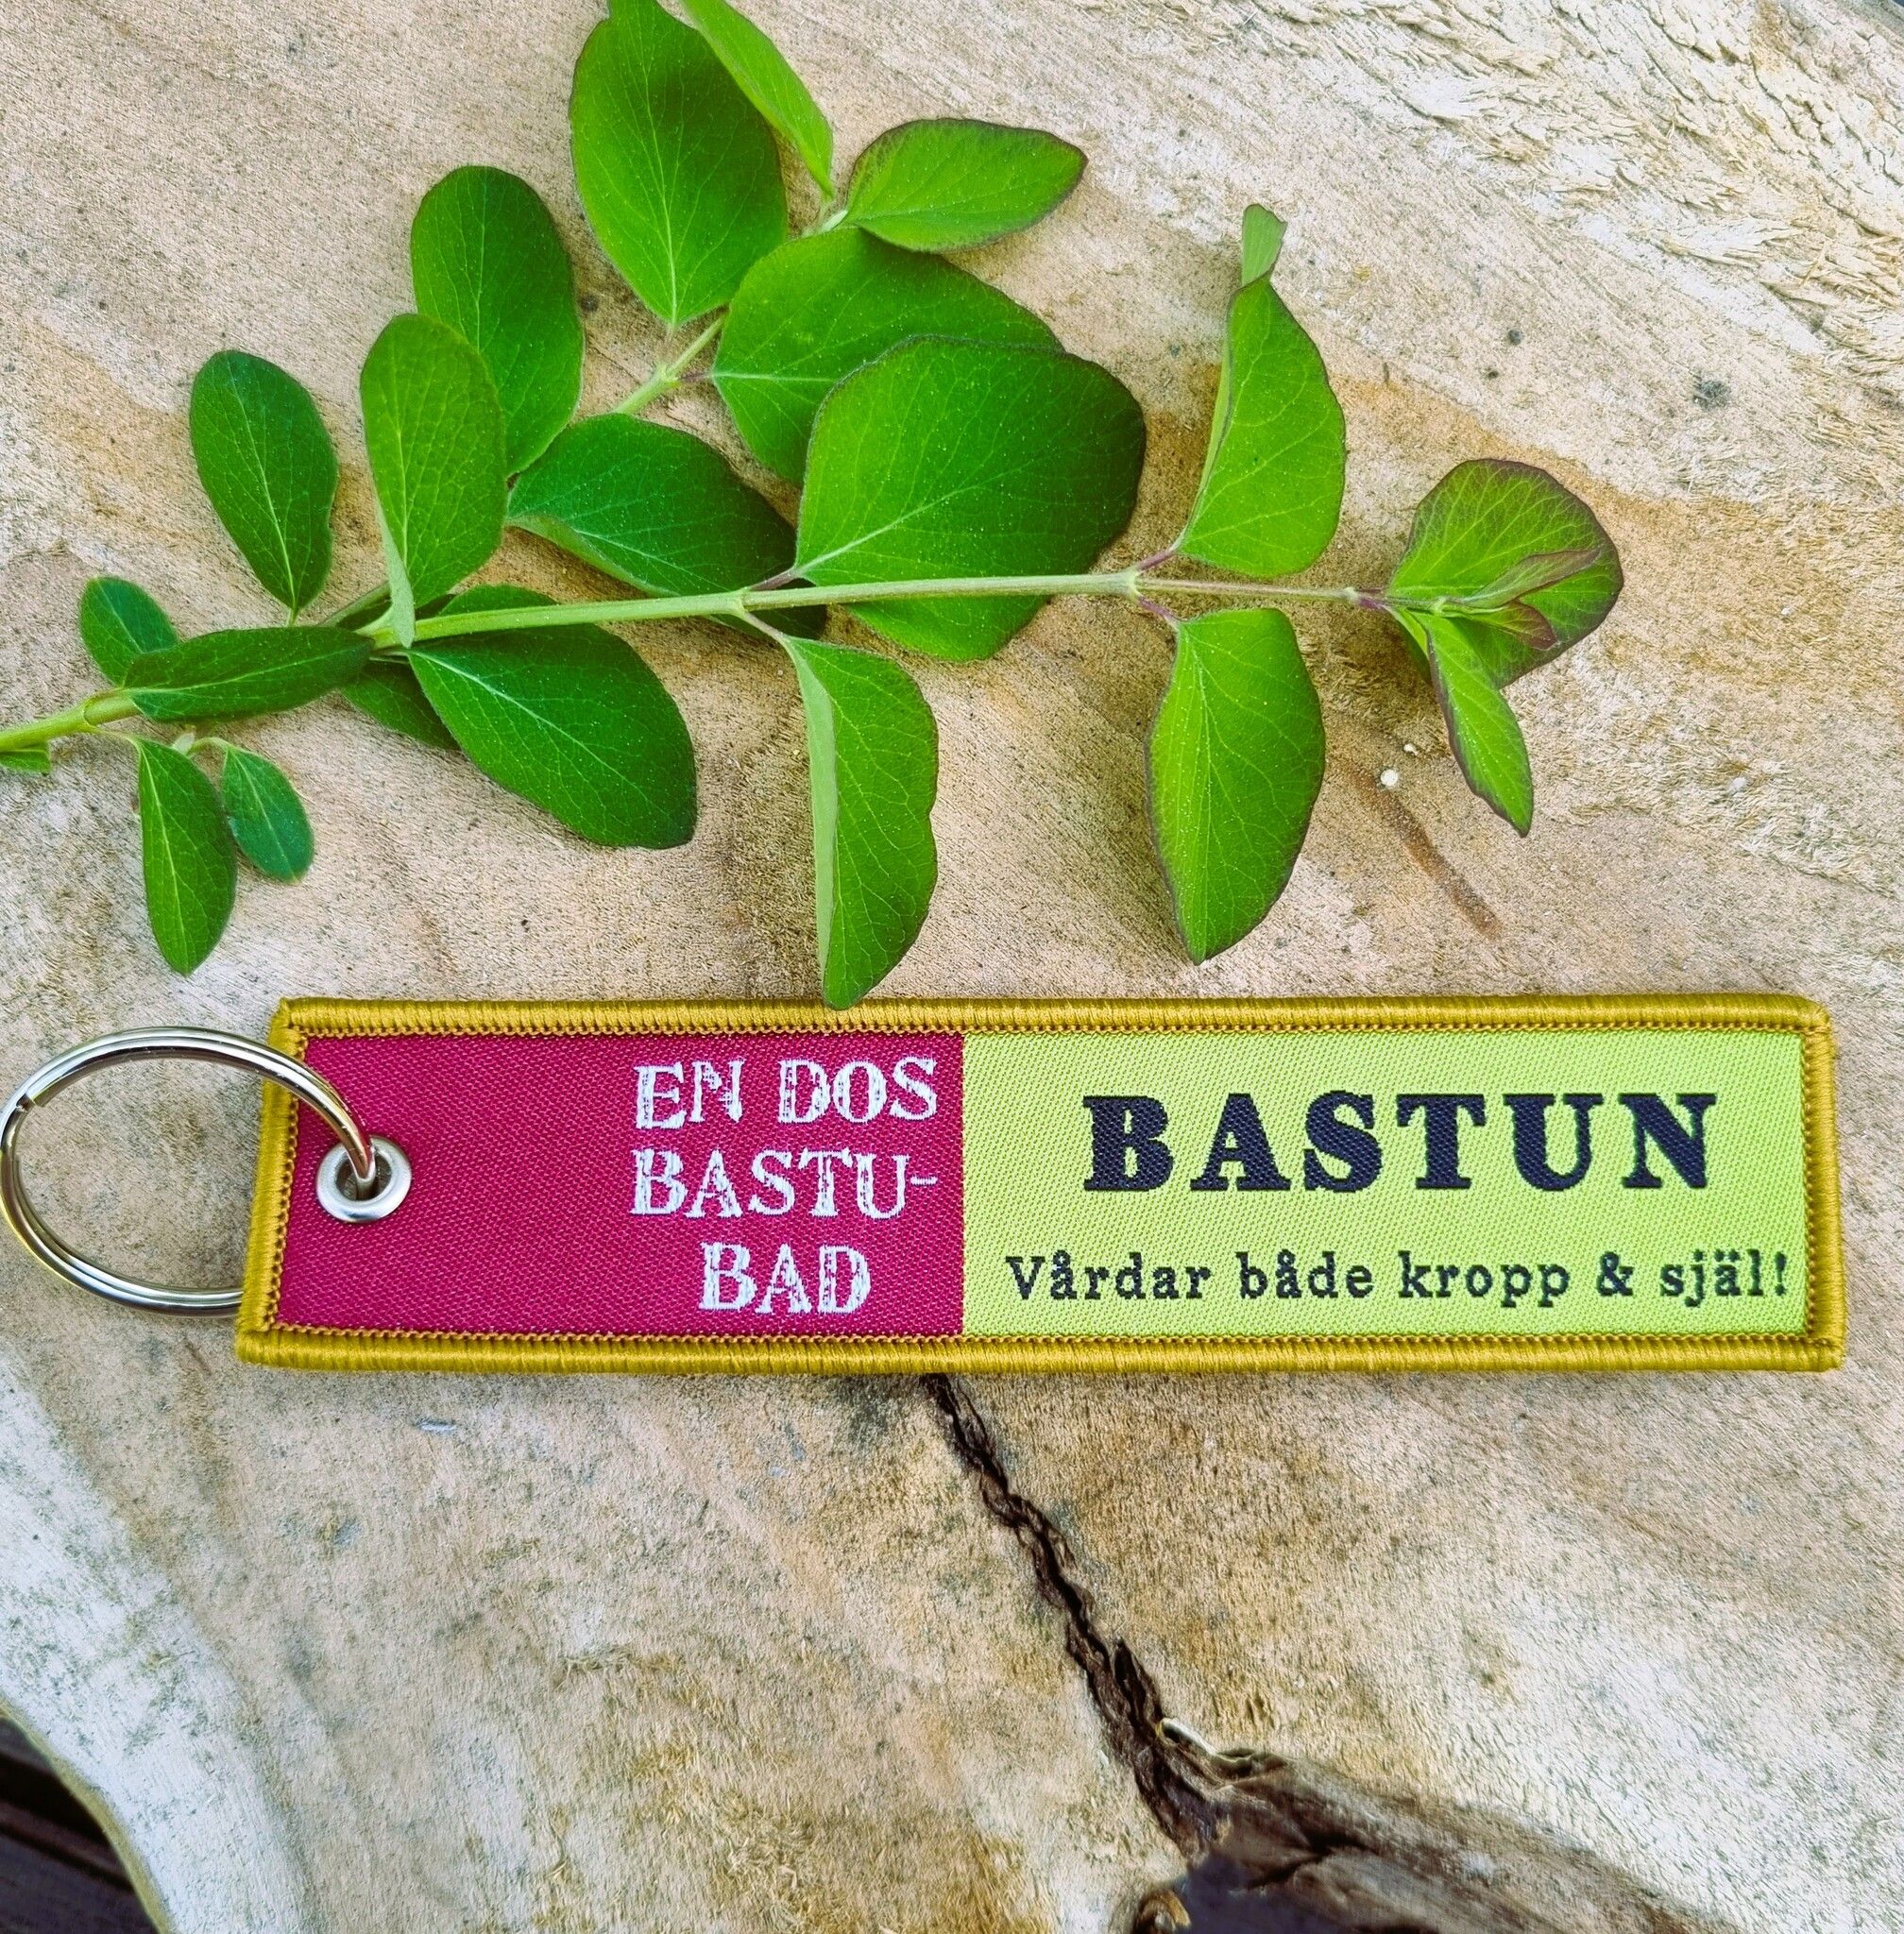 EN DOS
BASTU-
BAD
BASTUN
Vårdar både kropp & själ!